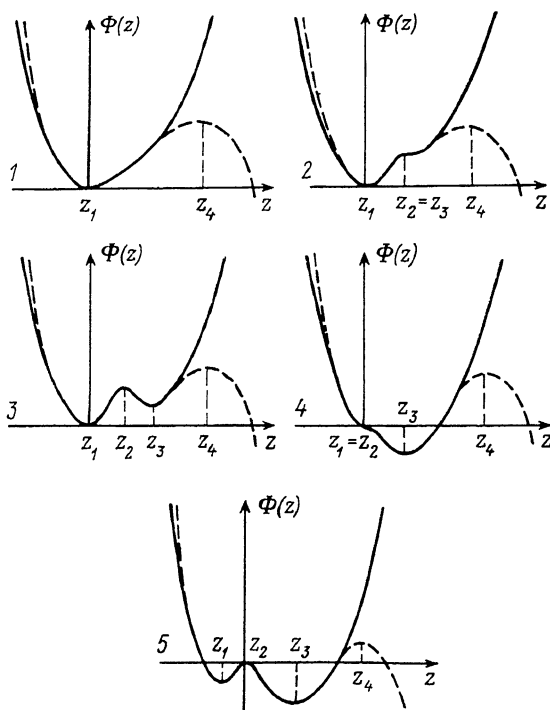 Φ(z)
1
z₁
z₄
z
Φ(z)
2
z₁
z₂=z₃
z₄
z
Φ(z)
3
z₁
z₂
z₃
z₄
z
Φ(z)
4
z₁=z₂
z₃
z₄
z
Φ(z)
5
z₁
z₂
z₃
z₄
z